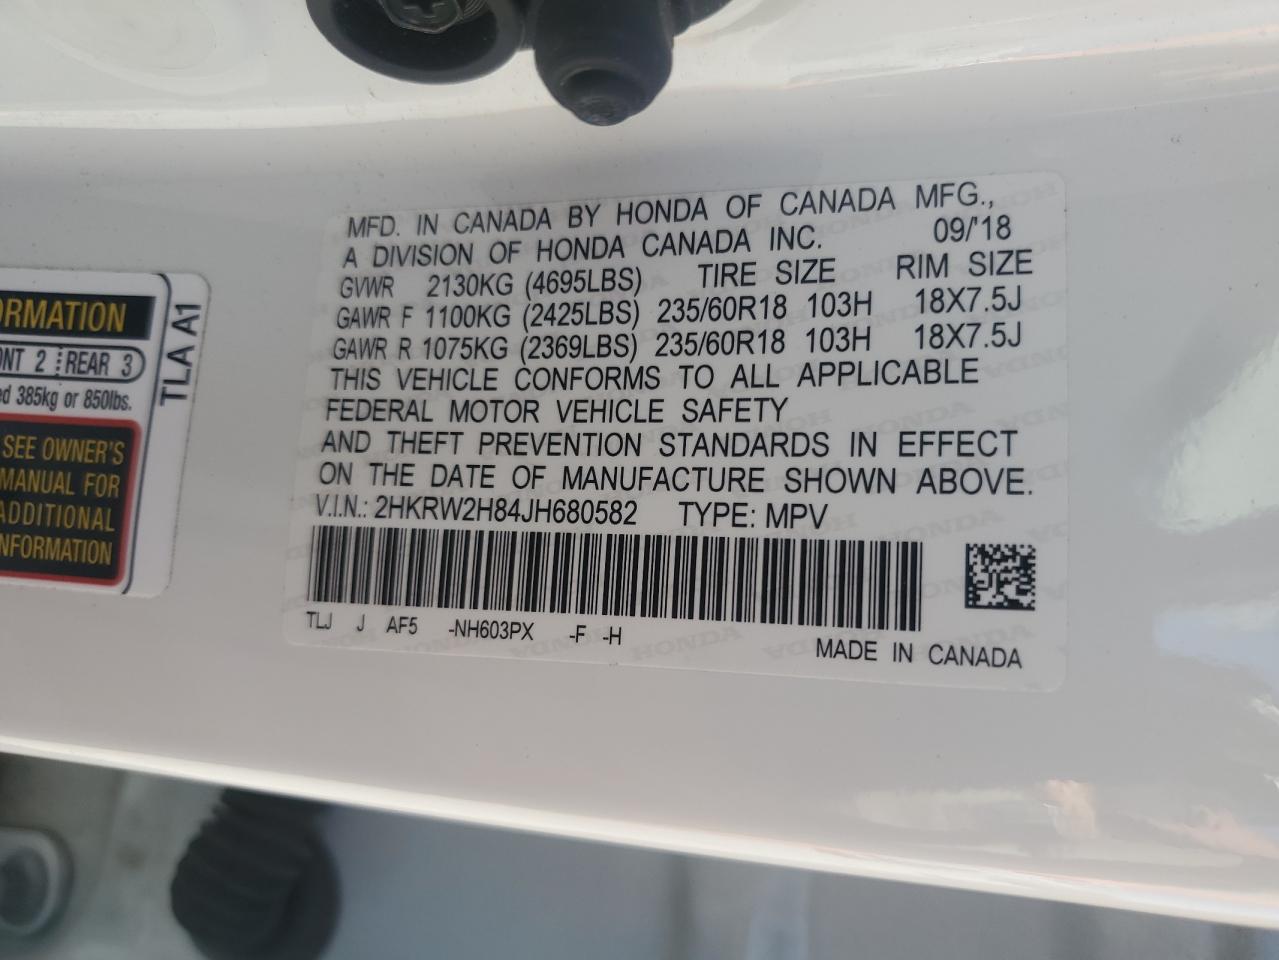 MFD. IN CANADA BY HONDA OF CANADA MFG.,
A DIVISION OF HONDA CANADA INC. 09/'18
GVWR 2130KG (4695LBS) TIRE SIZE RIM SIZE
GAWR F 1100KG (2425LBS) 235/60R18 103H 18X7.5J
GAWR R 1075KG (2369LBS) 235/60R18 103H 18X7.5J
THIS VEHICLE CONFORMS TO ALL APPLICABLE
FEDERAL MOTOR VEHICLE SAFETY
AND THEFT PREVENTION STANDARDS IN EFFECT
ON THE DATE OF MANUFACTURE SHOWN ABOVE.
V.I.N.: 2HKRW2H84JH680582 TYPE: MPV
TLJ J AF5 -NH603PX -F -H
MADE IN CANADA
ORMATION
ONT 2 REAR 3
ed 385kg or 850lbs.
SEE OWNER'S
MANUAL FOR
ADDITIONAL
INFORMATION
TLA A1